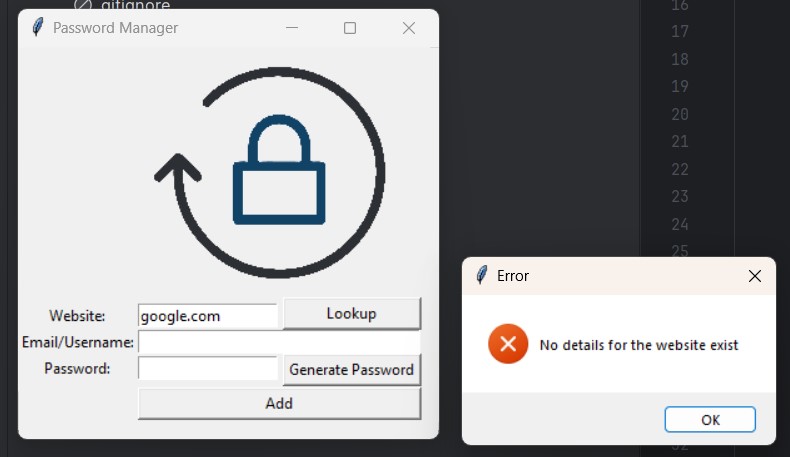 .gitignore
Password Manager
Website:
google.com
Lookup
Email/Username:
Password:
Generate Password
Add
16
17
18
19
20
21
22
23
24
25
Error
No details for the website exist
OK
32